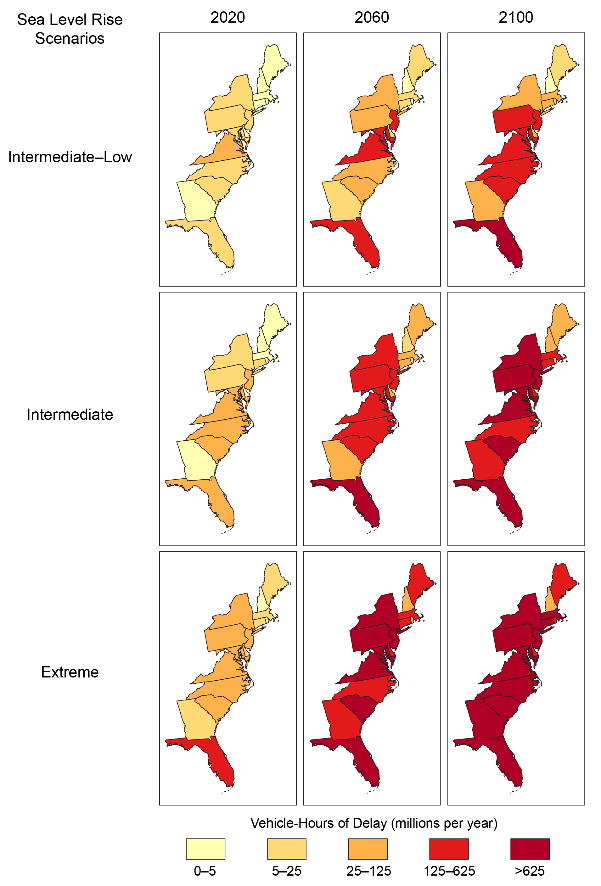 Sea Level Rise
Scenarios
2020
2060
2100
Intermediate–Low
Intermediate
Extreme
Vehicle-Hours of Delay (millions per year)
0–5
5–25
25–125
125–625
>625